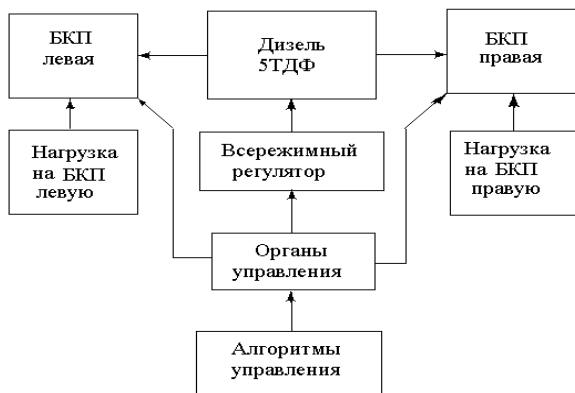 БКП
левая
Дизель
5ТДФ
БКП
правая
Нагрузка
на БКП
левую
Всережимный
регулятор
Нагрузка
на БКП
правую
Органы
управления
Алгоритмы
управления